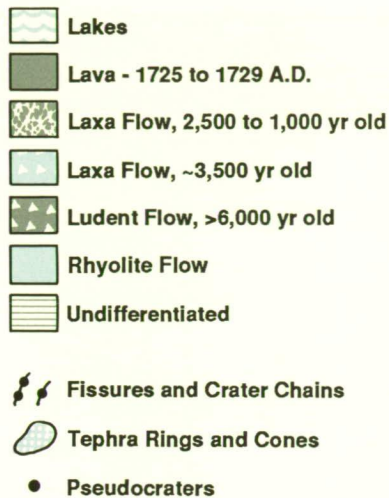 Lakes
Lava - 1725 to 1729 A.D.
Laxa Flow, 2,500 to 1,000 yr old
Laxa Flow, ~3,500 yr old
Ludent Flow, >6,000 yr old
Rhyolite Flow
Undifferentiated
Fissures and Crater Chains
Tephra Rings and Cones
Pseudocraters